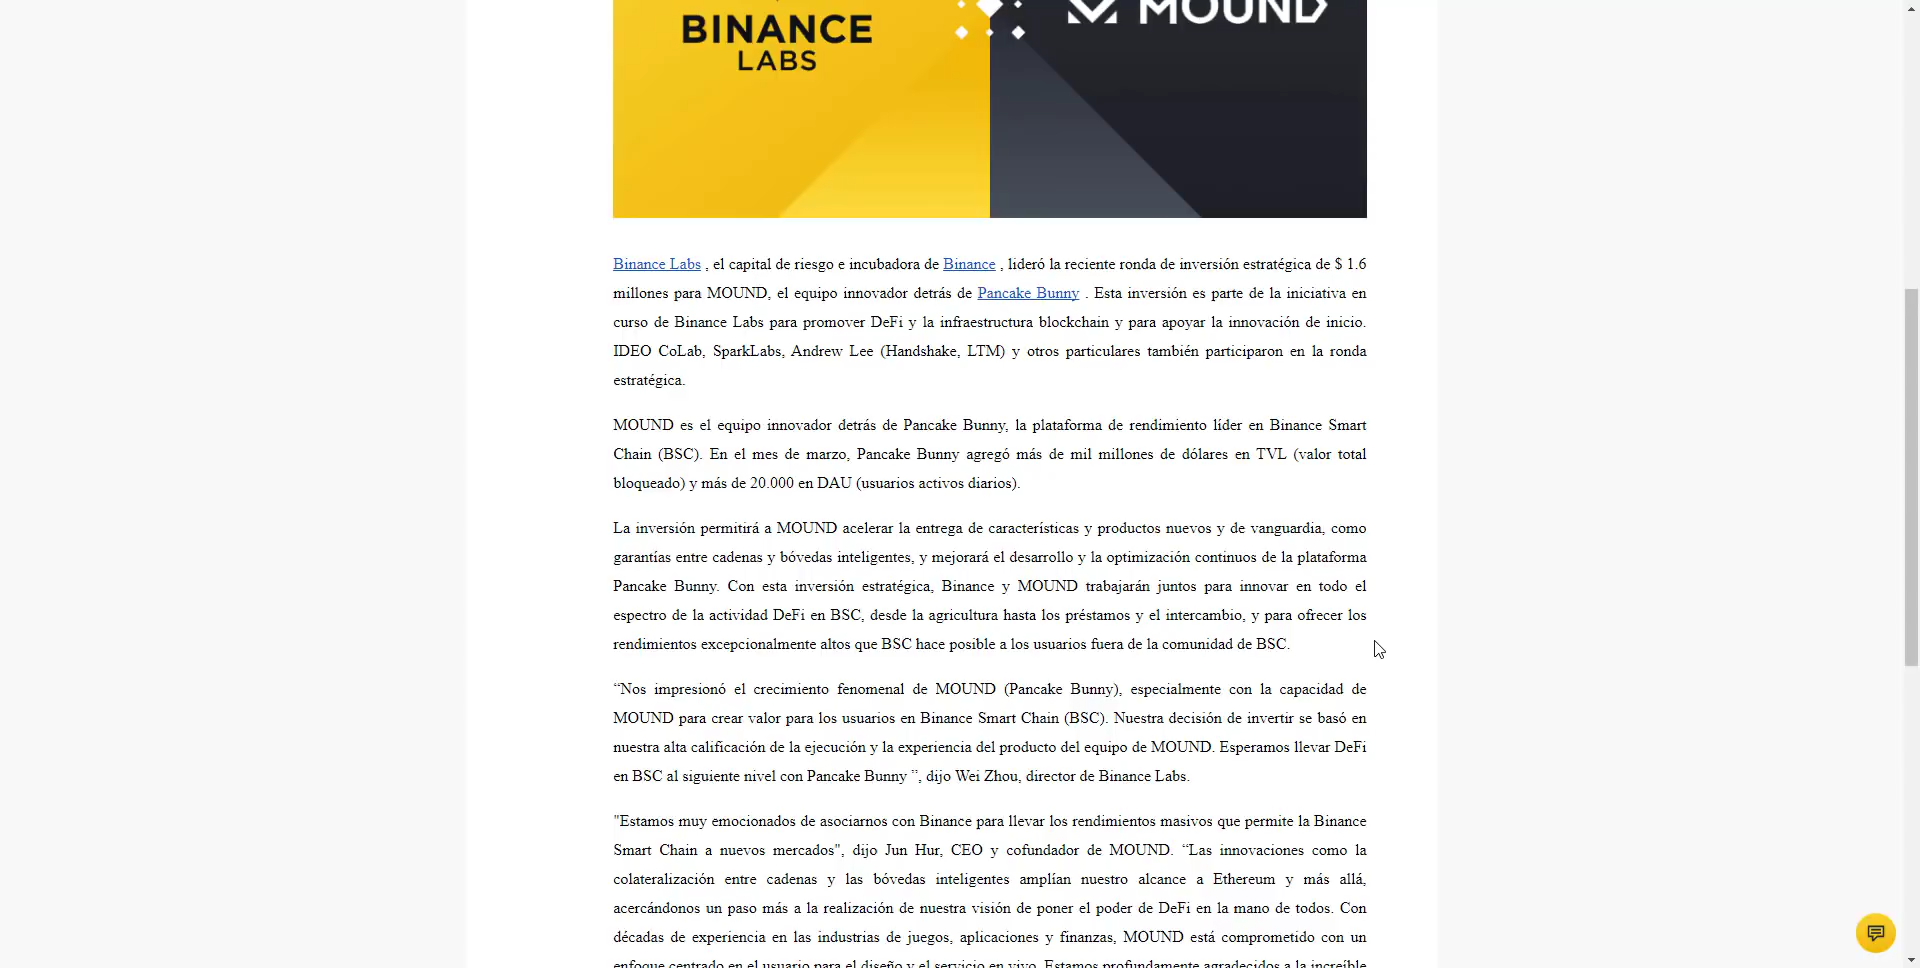 BINANCE
LABS
MOUND
Binance Labs , el capital de riesgo e incubadora de Binance , lideró la reciente ronda de inversión estratégica de $ 1.6
millones para MOUND, el equipo innovador detrás de Pancake Bunny . Esta inversión es parte de la iniciativa en
curso de Binance Labs para promover DeFi y la infraestructura blockchain y para apoyar la innovación de inicio.
IDEO CoLab, SparkLabs, Andrew Lee (Handshake, LTM) y otros particulares también participaron en la ronda
estratégica.
MOUND es el equipo innovador detrás de Pancake Bunny, la plataforma de rendimiento líder en Binance Smart
Chain (BSC). En el mes de marzo, Pancake Bunny agregó más de mil millones de dólares en TVL (valor total
bloqueado) y más de 20.000 en DAU (usuarios activos diarios).
La inversión permitirá a MOUND acelerar la entrega de características y productos nuevos y de vanguardia, como
garantías entre cadenas y bóvedas inteligentes, y mejorará el desarrollo y la optimización continuos de la plataforma
Pancake Bunny. Con esta inversión estratégica, Binance y MOUND trabajarán juntos para innovar en todo el
espectro de la actividad DeFi en BSC, desde la agricultura hasta los préstamos y el intercambio, y para ofrecer los
rendimientos excepcionalmente altos que BSC hace posible a los usuarios fuera de la comunidad de BSC.
“Nos impresionó el crecimiento fenomenal de MOUND (Pancake Bunny), especialmente con la capacidad de
MOUND para crear valor para los usuarios en Binance Smart Chain (BSC). Nuestra decisión de invertir se basó en
nuestra alta calificación de la ejecución y la experiencia del producto del equipo de MOUND. Esperamos llevar DeFi
en BSC al siguiente nivel con Pancake Bunny ”, dijo Wei Zhou, director de Binance Labs.
"Estamos muy emocionados de asociarnos con Binance para llevar los rendimientos masivos que permite la Binance
Smart Chain a nuevos mercados", dijo Jun Hur, CEO y cofundador de MOUND. “Las innovaciones como la
colateralización entre cadenas y las bóvedas inteligentes amplían nuestro alcance a Ethereum y más allá,
acercándonos un paso más a la realización de nuestra visión de poner el poder de DeFi en la mano de todos. Con
décadas de experiencia en las industrias de juegos, aplicaciones y finanzas, MOUND está comprometido con un
enfoque centrado en el usuario para el diseño y el servicio en vivo. Estamos profundamente agradecidos a la increíble